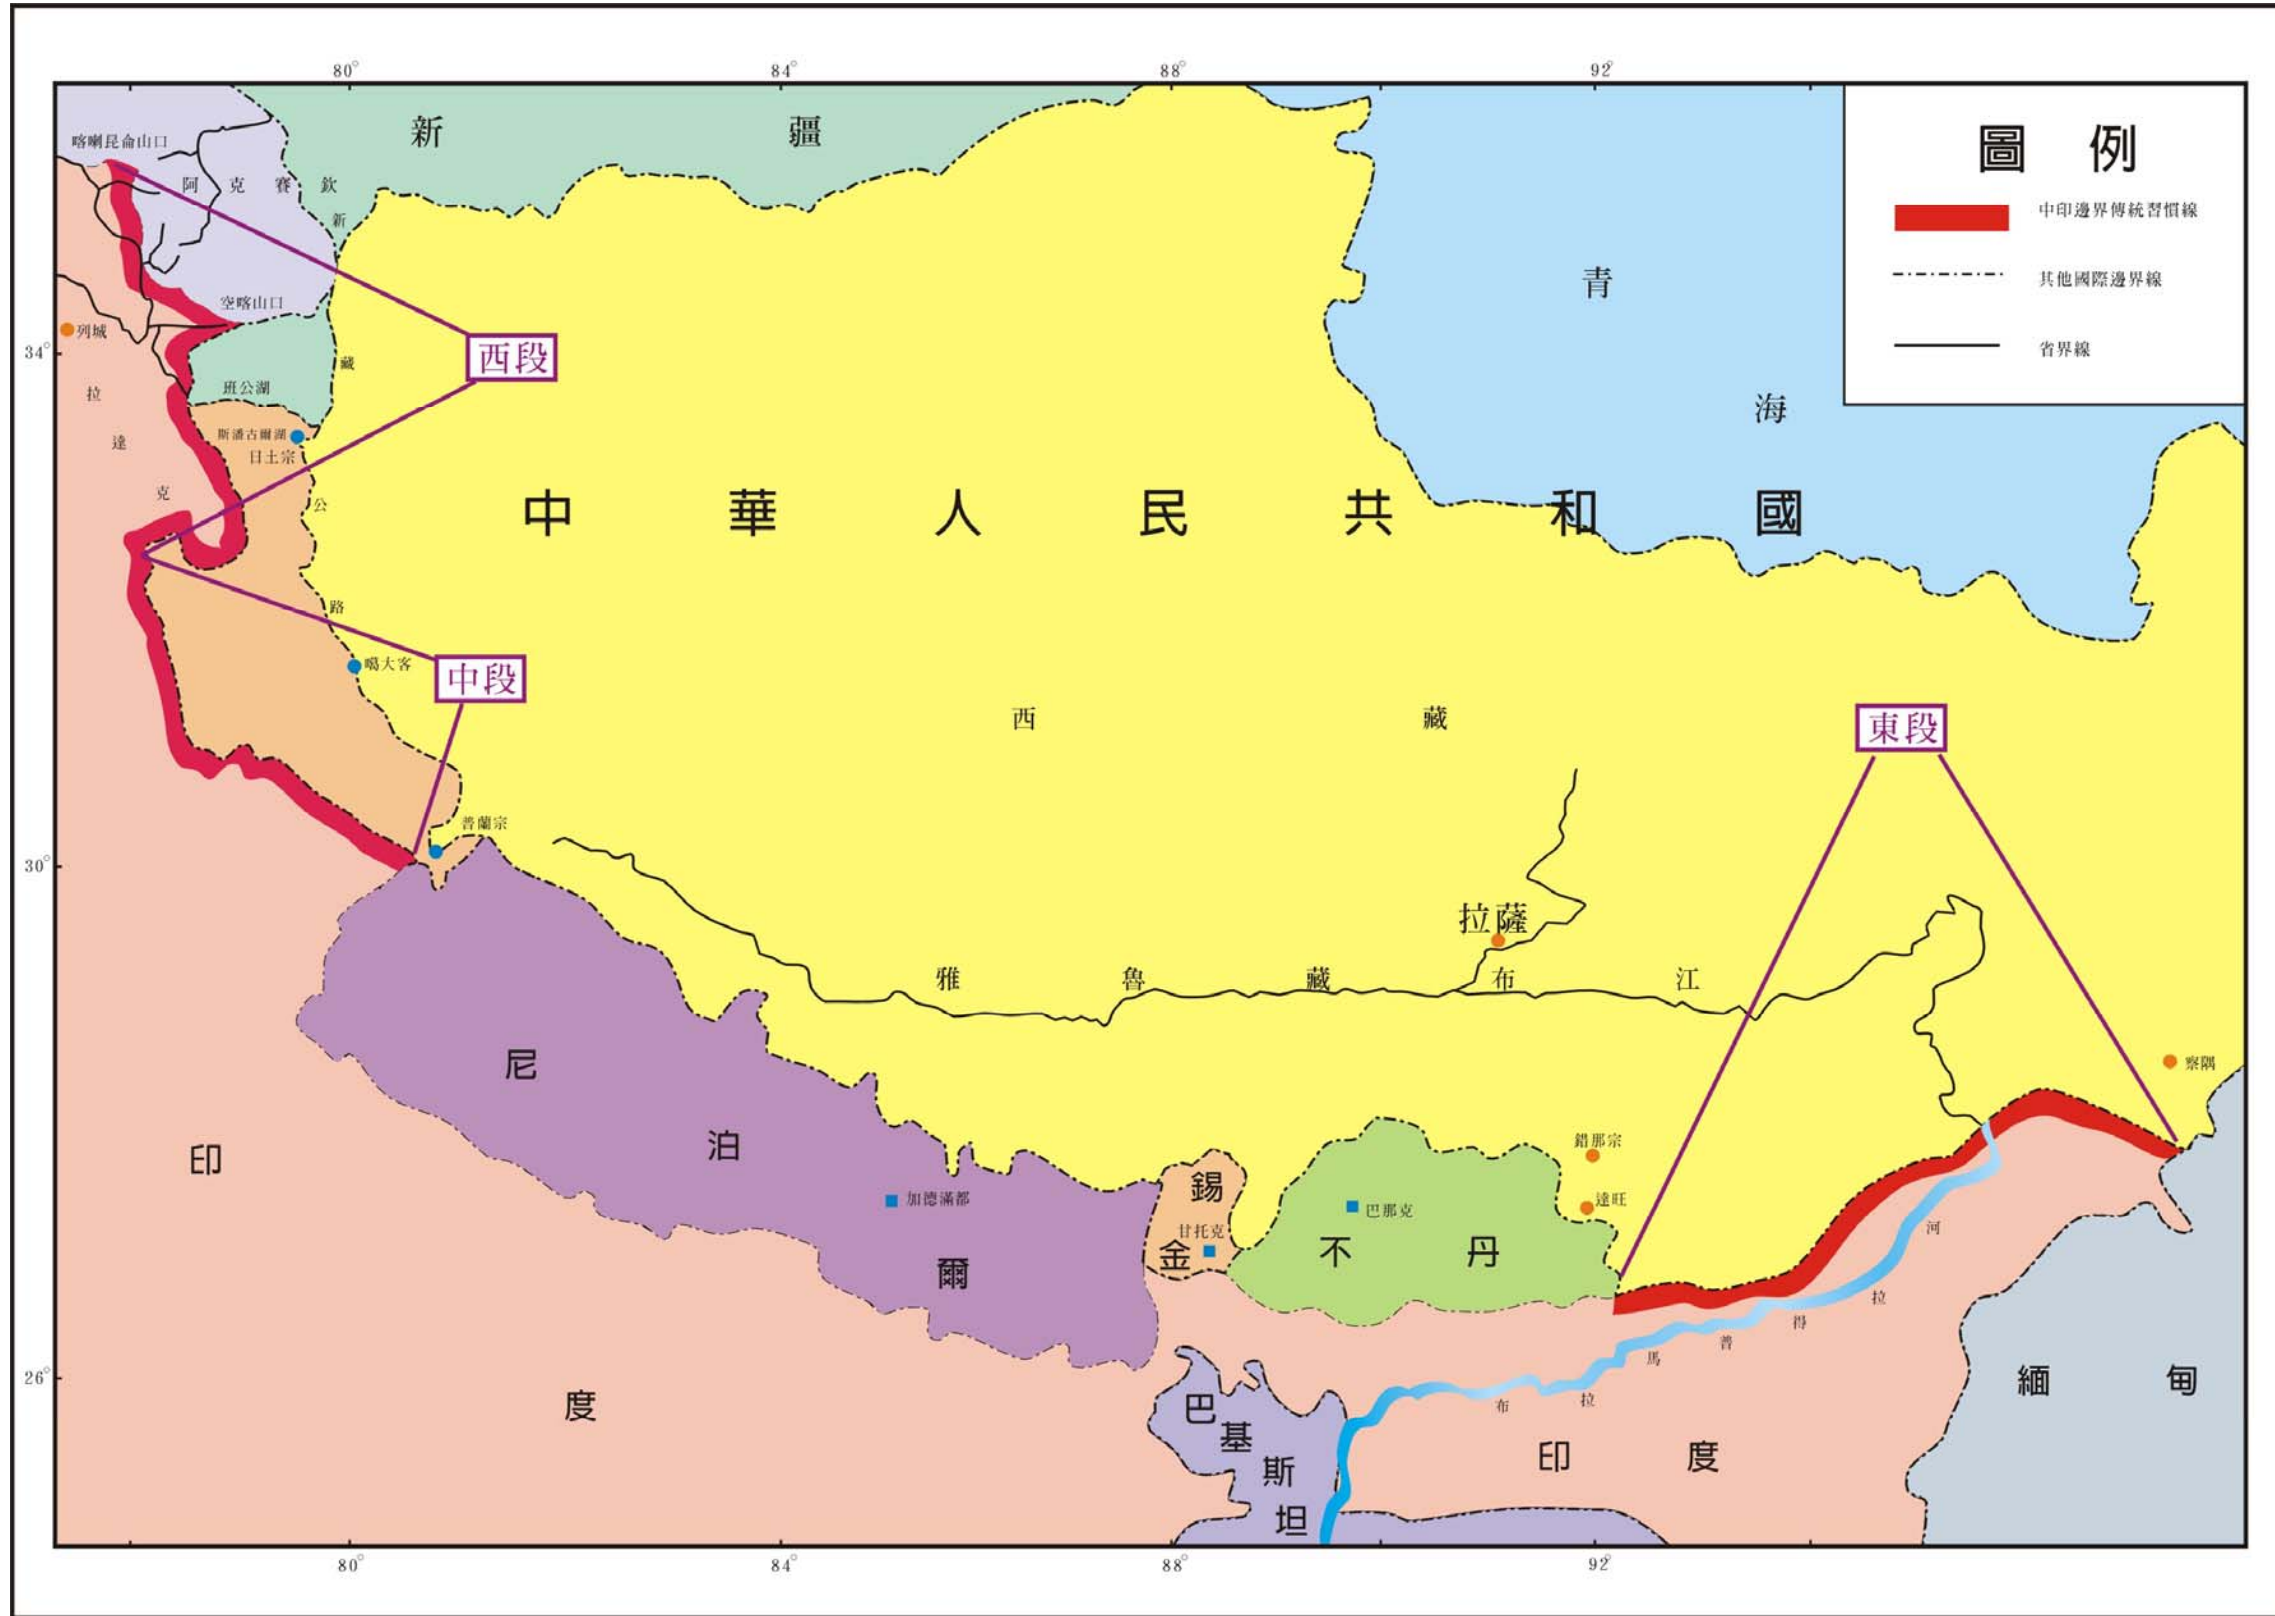 80°
84°
88°
92°
圖例
中印邊界傳統習慣線
其他國際邊界線
省界線
新疆
喀喇昆侖山口
阿克賽欽
新藏公路
青海
空喀山口
列城
34°
西段
班公湖
拉達克
斯潘古爾湖
日土宗
中華人民共和國
噶大客
中段
西藏
東段
普蘭宗
30°
拉薩
雅魯藏布江
察隅
尼泊爾
印度
錯那宗
加德滿都
錫金
甘托克
巴那克
達旺
不丹
布拉馬普得拉河
26°
緬甸
巴基斯坦
印度
80°
84°
88°
92°